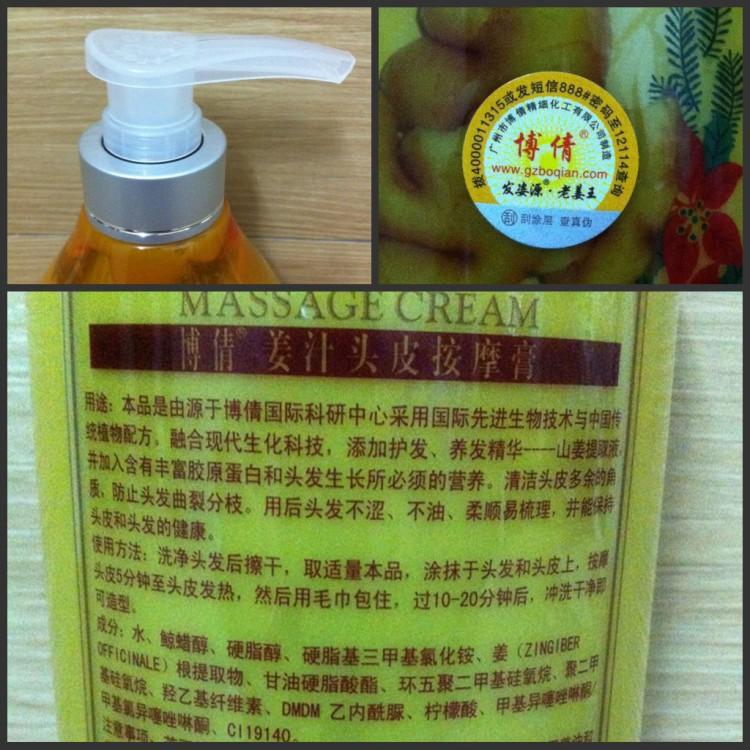 拨4000011315或发短信888#密码至12114查询
广州市博倩精细化工有限公司制造
博倩®
www.gzboqian.com
发姿源®·老姜王
刮 刮涂层 查真伪
MASSAGE CREAM
博倩® 姜汁头皮按摩膏
用途：本品是由源于博倩国际科研中心采用国际先进生物技术与中国传
统植物配方。融合现代生化科技，添加护发、养发精华----山姜提取液，
并加入含有丰富胶原蛋白和头发生长所必须的营养。清洁头皮多余的角
质，防止头发曲裂分枝。用后头发不涩、不油、柔顺易梳理，并能保持
头皮和头发的健康。
使用方法：洗净头发后擦干，取适量本品，涂抹于头发和头皮上，按摩
头皮5分钟至头皮发热，然后用毛巾包住，过10-20分钟后，冲洗干净即
可造型。
成分：水、鲸蜡醇、硬脂醇、硬脂基三甲基氯化铵、姜（ZINGIBER
OFFICINALE）根提取物、甘油硬脂酸酯、环五聚二甲基硅氧烷、聚二甲
基硅氧烷、羟乙基纤维素、DMDM 乙内酰脲、柠檬酸、甲基异噻唑啉酮/
甲基氯异噻唑啉酮、CI19140。
注意事项：